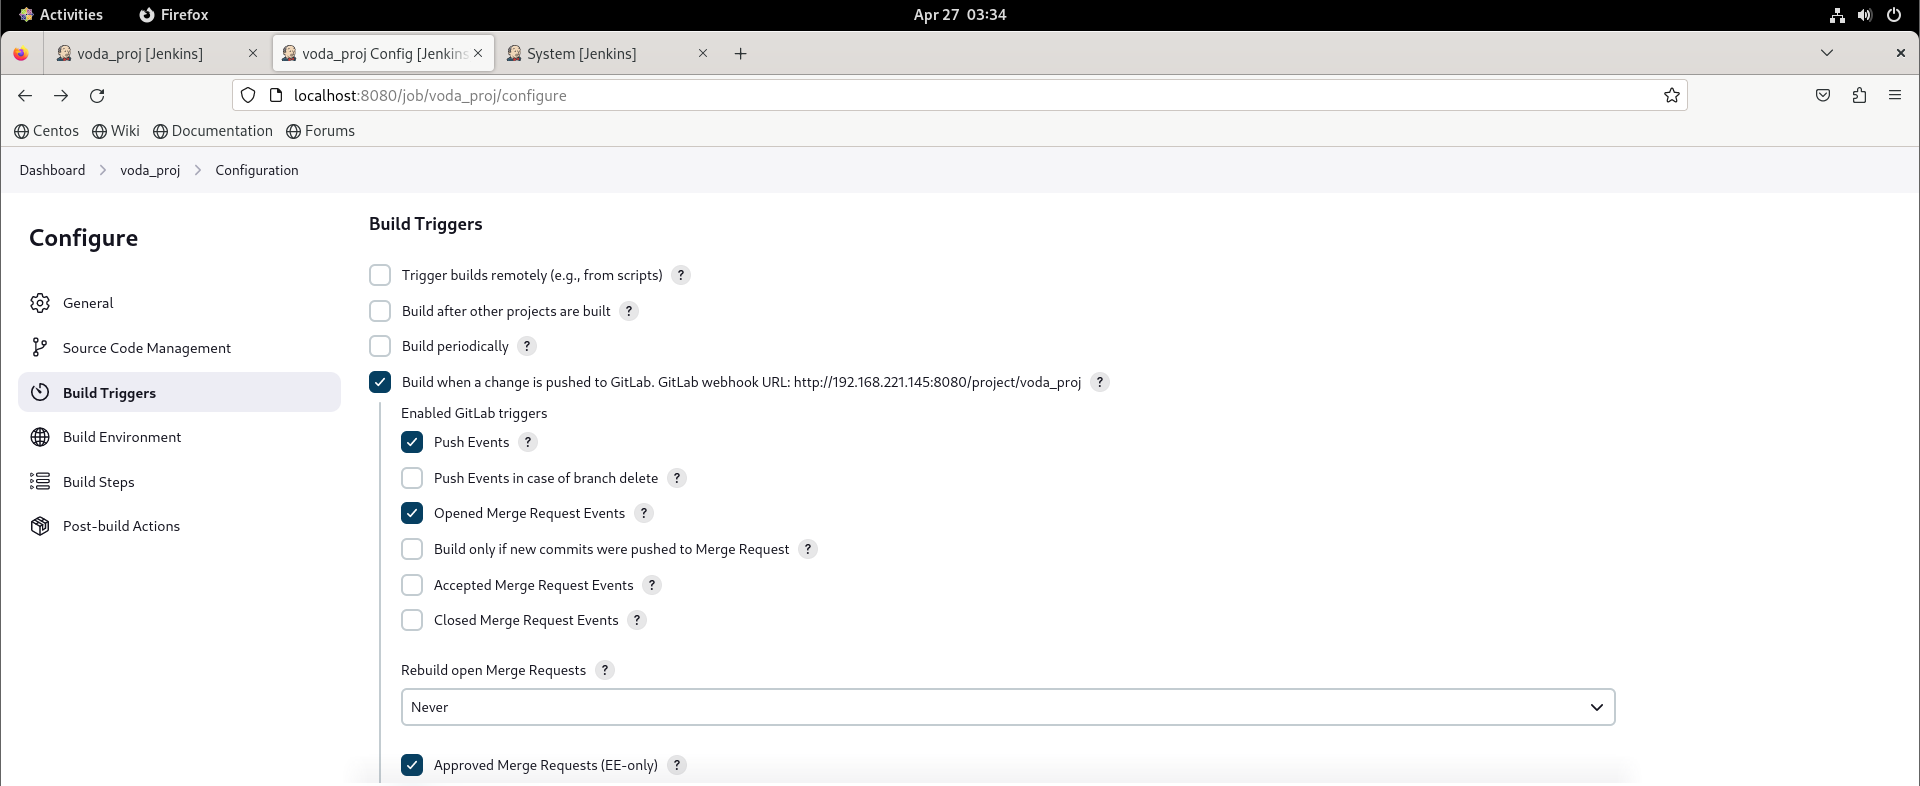 Activities Firefox Apr 27 03:34
voda_proj [Jenkins] voda_proj Config [Jenkins System [Jenkins]
localhost:8080/job/voda_proj/configure
Centos Wiki Documentation Forums
Dashboard voda_proj Configuration
Configure
General
Source Code Management
Build Triggers
Build Environment
Build Steps
Post-build Actions
Build Triggers
Trigger builds remotely (e.g., from scripts) ?
Build after other projects are built ?
Build periodically ?
Build when a change is pushed to GitLab. GitLab webhook URL: http://192.168.221.145:8080/project/voda_proj ?
Enabled GitLab triggers
Push Events ?
Push Events in case of branch delete ?
Opened Merge Request Events ?
Build only if new commits were pushed to Merge Request ?
Accepted Merge Request Events ?
Closed Merge Request Events ?
Rebuild open Merge Requests ?
Never
Approved Merge Requests (EE-only) ?